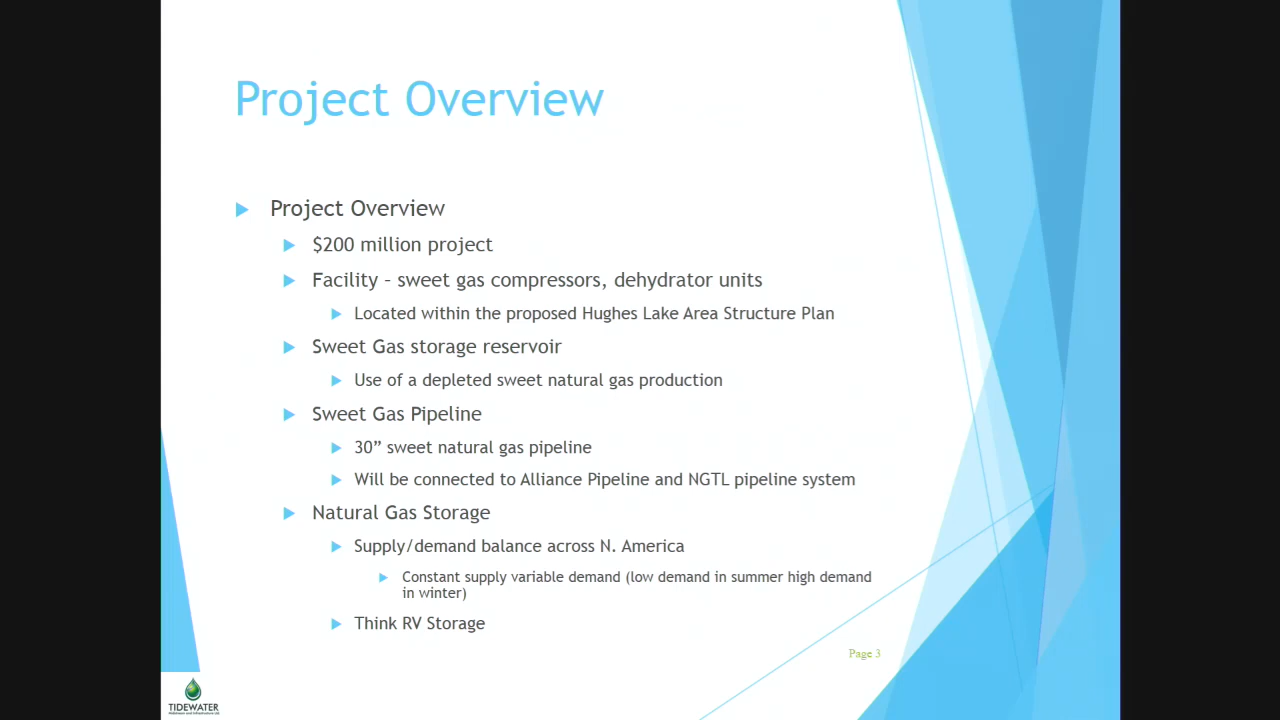 Project Overview
Project Overview
$200 million project
Facility – sweet gas compressors, dehydrator units
Located within the proposed Hughes Lake Area Structure Plan
Sweet Gas storage reservoir
Use of a depleted sweet natural gas production
Sweet Gas Pipeline
30” sweet natural gas pipeline
Will be connected to Alliance Pipeline and NGTL pipeline system
Natural Gas Storage
Supply/demand balance across N. America
Constant supply variable demand (low demand in summer high demand
in winter)
Think RV Storage
Page 3
TIDEWATER
Midstream and Infrastructure Ltd.